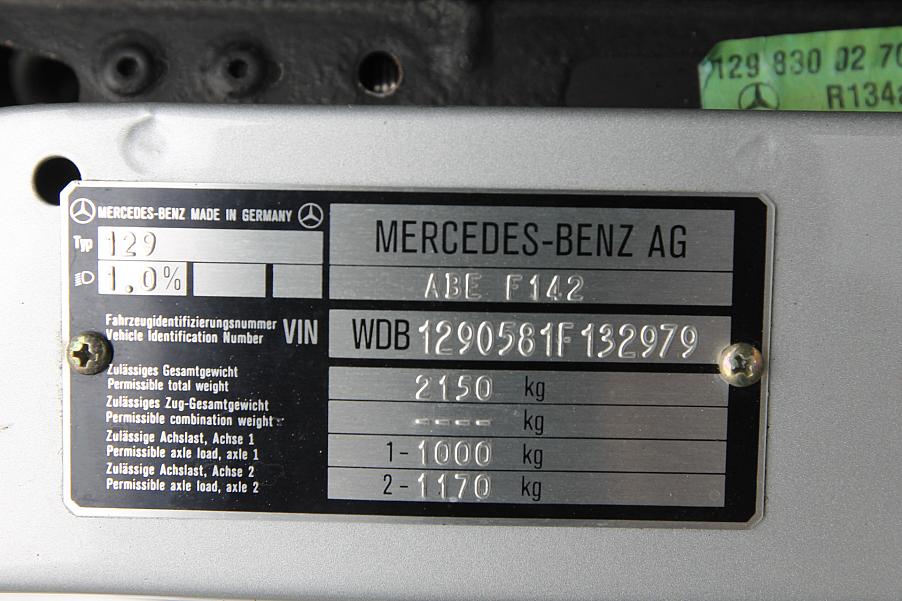 129 830 02 70
R134a
MERCEDES-BENZ MADE IN GERMANY
Typ 129
1.0%
MERCEDES-BENZ AG
ABE F142
Fahrzeugidentifizierungsnummer
Vehicle Identification Number
VIN WDB 1290581F132979
Zulässiges Gesamtgewicht
Permissible total weight
2150 kg
Zulässiges Zug-Gesamtgewicht
Permissible combination weight
---- kg
Zulässige Achslast, Achse 1
Permissible axle load, axle 1
1-1000 kg
Zulässige Achslast, Achse 2
Permissible axle load, axle 2
2-1170 kg